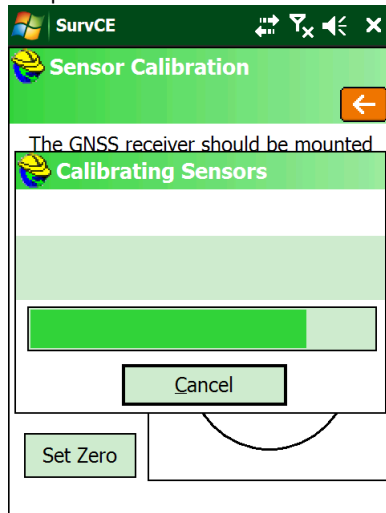 SurvCE
Sensor Calibration
The GNSS receiver should be mounted
Calibrating Sensors
Cancel
Set Zero